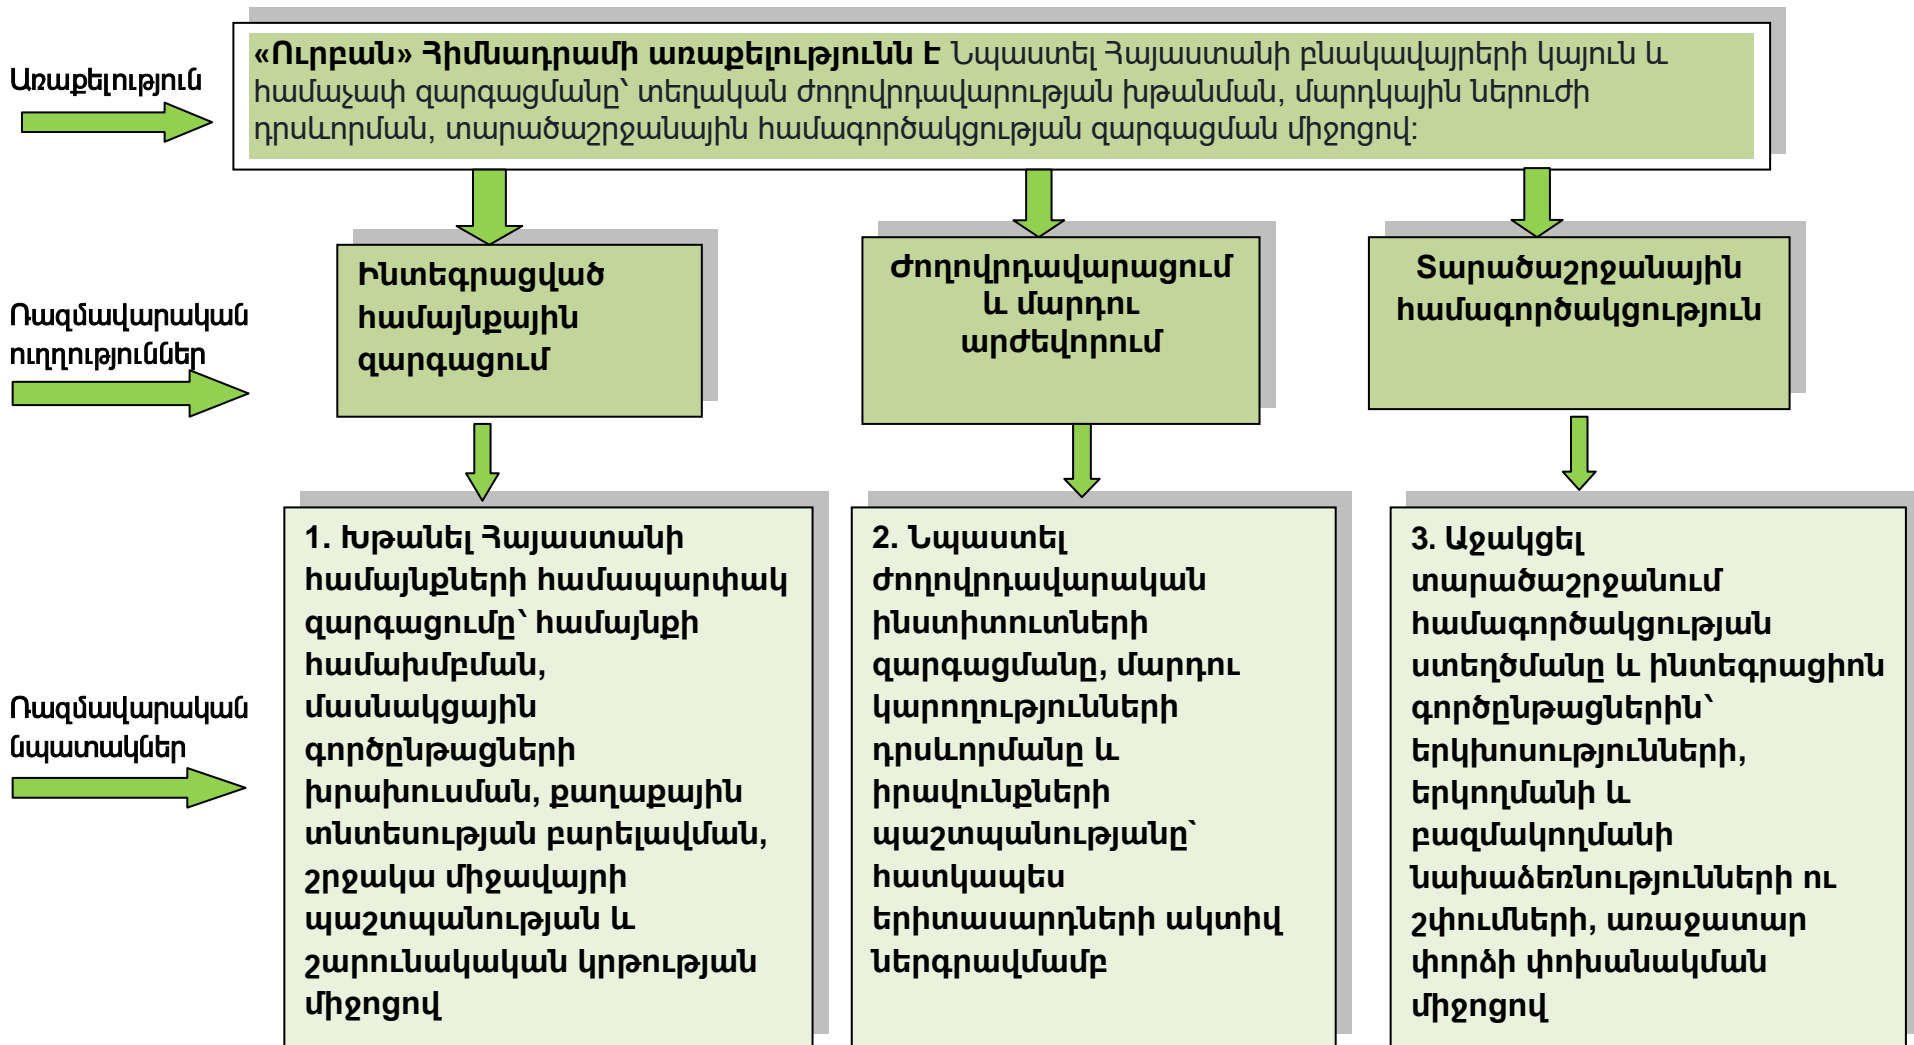 Առաքելություն
«Ուրբան» Հիմնադրամի առաքելությունն է Նպաստել Հայաստանի բնակավայրերի կայուն և
համաչափ զարգացմանը՝ տեղական ժողովրդավարության խթանման, մարդկային ներուժի
դրսևորման, տարածաշրջանային համագործակցության զարգացման միջոցով:
Ռազմավարական
ուղղություններ
Ինտեգրացված
համայնքային
զարգացում
Ժողովրդավարացում
և մարդու
արժևորում
Տարածաշրջանային
համագործակցություն
Ռազմավարական
նպատակներ
1. Խթանել Հայաստանի
համայնքների համապարփակ
զարգացումը՝ համայնքի
համախմբման,
մասնակցային
գործընթացների
խրախուսման, քաղաքային
տնտեսության բարելավման,
շրջակա միջավայրի
պաշտպանության և
շարունակական կրթության
միջոցով
2. Նպաստել
ժողովրդավարական
ինստիտուտների
զարգացմանը, մարդու
կարողությունների
դրսևորմանը և
իրավունքների
պաշտպանությանը՝
հատկապես
երիտասարդների ակտիվ
ներգրավմամբ
3. Աջակցել
տարածաշրջանում
համագործակցության
ստեղծմանը և ինտեգրացիոն
գործընթացներին՝
երկխոսությունների,
երկողմանի և
բազմակողմանի
նախաձեռնությունների ու
շփումների, առաջատար
փորձի փոխանակման
միջոցով